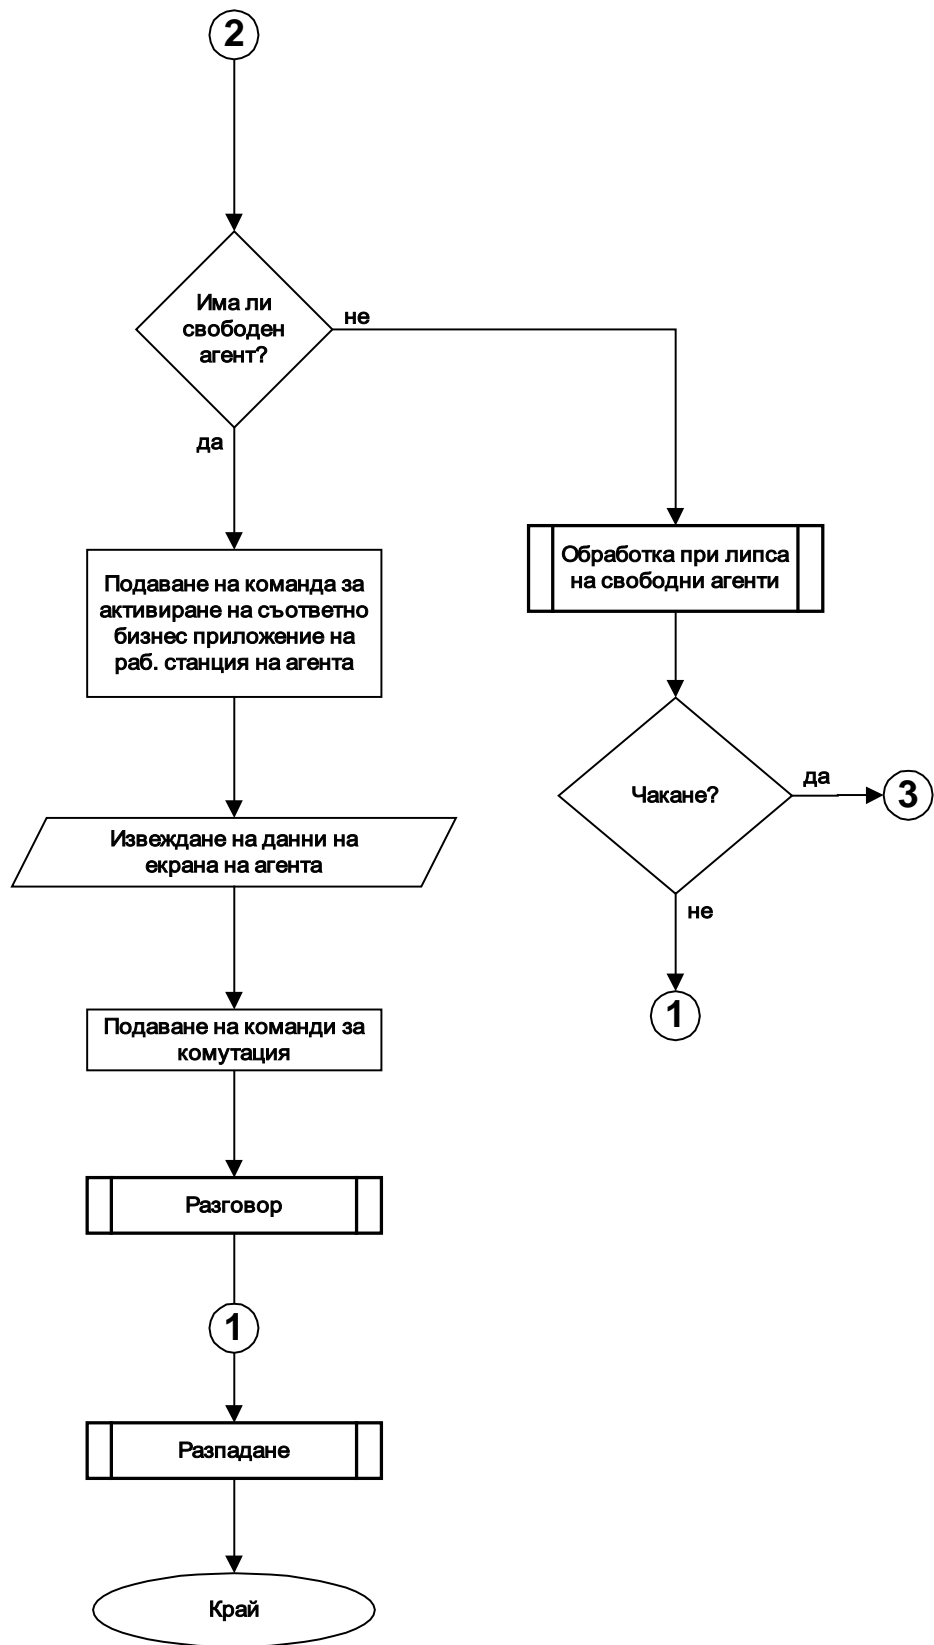 2
Има ли
свободен
агент?
не
да
Обработка при липса
на свободни агенти
Подаване на команда за
активиране на съответно
бизнес приложение на
раб. станция на агента
Чакане?
да
3
не
1
Извеждане на данни на
екрана на агента
Подаване на команди за
комутация
Разговор
1
Разпадане
Край